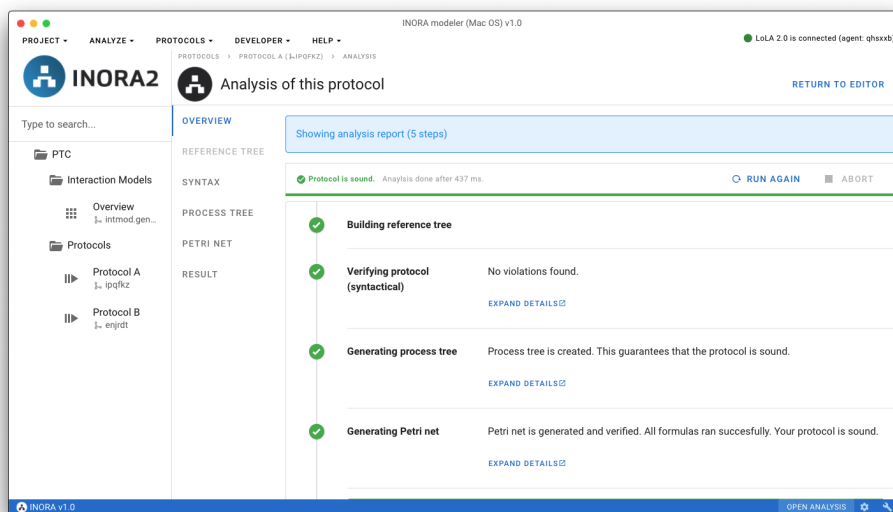 INORA modeler (Mac OS) v1.0
PROJECT ANALYZE PROTOCOLS DEVELOPER HELP
LoLA 2.0 is connected (agent: qhsxxb)
INORA2
PROTOCOLS > PROTOCOL A (IPQFKZ) > ANALYSIS
Analysis of this protocol
RETURN TO EDITOR
Type to search...
PTC
Interaction Models
Overview
intmod.gen...
Protocols
Protocol A
ipqfkz
Protocol B
enjrdt
OVERVIEW
REFERENCE TREE
SYNTAX
PROCESS TREE
PETRI NET
RESULT
Showing analysis report (5 steps)
Protocol is sound. Anaylsis done after 437 ms.
RUN AGAIN
ABORT
Building reference tree
Verifying protocol
(syntactical)
No violations found.
EXPAND DETAILS
Generating process tree
Process tree is created. This guarantees that the protocol is sound.
EXPAND DETAILS
Generating Petri net
Petri net is generated and verified. All formulas ran succesfully. Your protocol is sound.
EXPAND DETAILS
INORA v1.0
OPEN ANALYSIS